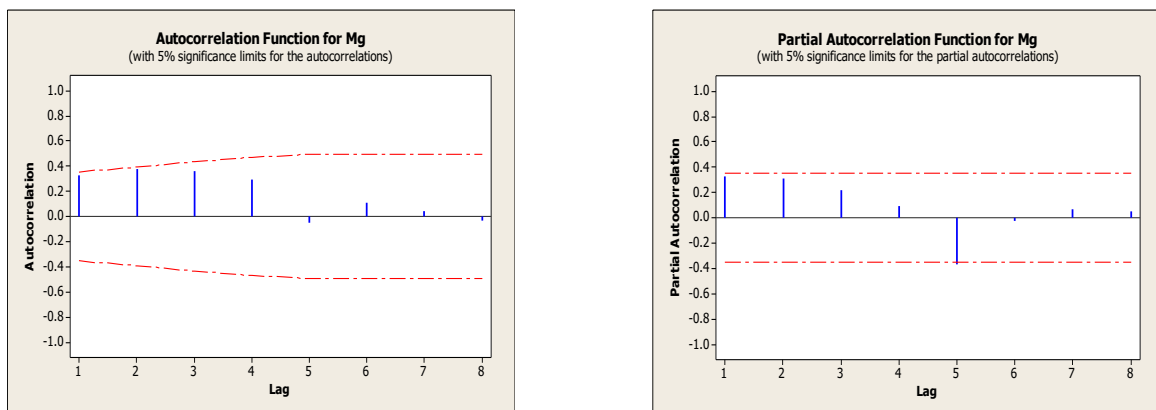 Autocorrelation Function for Mg
(with 5% significance limits for the autocorrelations)
Autocorrelation
1.0
0.8
0.6
0.4
0.2
0.0
-0.2
-0.4
-0.6
-0.8
-1.0
1 2 3 4 5 6 7 8
Lag
Partial Autocorrelation Function for Mg
(with 5% significance limits for the partial autocorrelations)
Partial Autocorrelation
1.0
0.8
0.6
0.4
0.2
0.0
-0.2
-0.4
-0.6
-0.8
-1.0
1 2 3 4 5 6 7 8
Lag